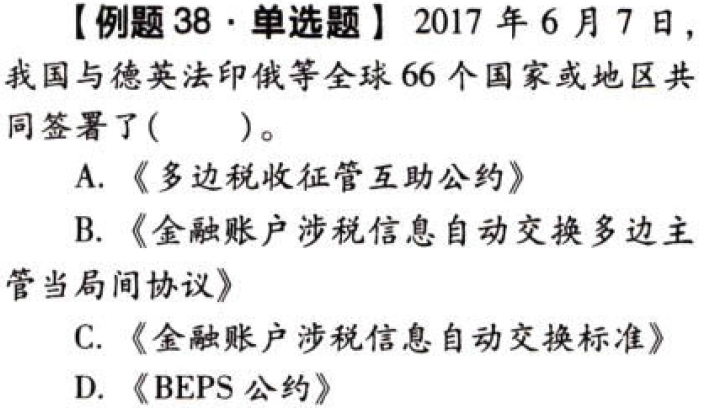 【例题 38·单选题】 2017 年 6 月 7 日，
我国与德英法印俄等全球 66 个国家或地区共
同签署了(　　)。
A. 《多边税收征管互助公约》
B. 《金融账户涉税信息自动交换多边主
管当局间协议》
C. 《金融账户涉税信息自动交换标准》
D. 《BEPS 公约》